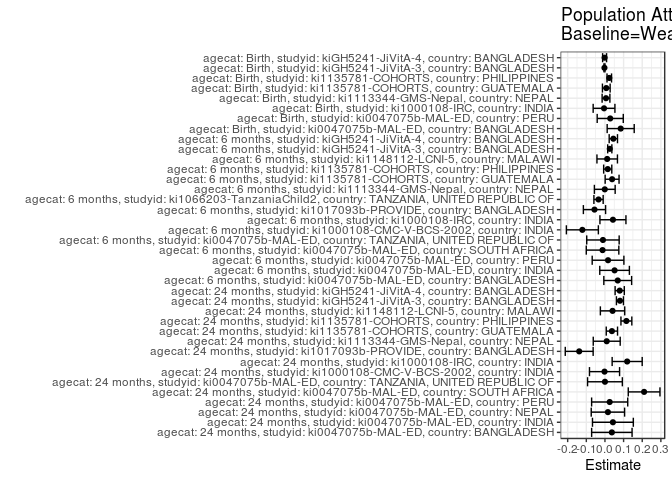 Population Att
Baseline=Wea
agecat: Birth, studyid: kiGH5241-JiVitA-4, country: BANGLADESH
agecat: Birth, studyid: kiGH5241-JiVitA-3, country: BANGLADESH
agecat: Birth, studyid: ki1135781-COHORTS, country: PHILIPPINES
agecat: Birth, studyid: ki1135781-COHORTS, country: GUATEMALA
agecat: Birth, studyid: ki1113344-GMS-Nepal, country: NEPAL
agecat: Birth, studyid: ki1000108-IRC, country: INDIA
agecat: Birth, studyid: ki0047075b-MAL-ED, country: PERU
agecat: Birth, studyid: ki0047075b-MAL-ED, country: BANGLADESH
agecat: 6 months, studyid: kiGH5241-JiVitA-4, country: BANGLADESH
agecat: 6 months, studyid: kiGH5241-JiVitA-3, country: BANGLADESH
agecat: 6 months, studyid: ki1148112-LCNI-5, country: MALAWI
agecat: 6 months, studyid: ki1135781-COHORTS, country: PHILIPPINES
agecat: 6 months, studyid: ki1135781-COHORTS, country: GUATEMALA
agecat: 6 months, studyid: ki1113344-GMS-Nepal, country: NEPAL
agecat: 6 months, studyid: ki1066203-TanzaniaChild2, country: TANZANIA, UNITED REPUBLIC OF
agecat: 6 months, studyid: ki1017093b-PROVIDE, country: BANGLADESH
agecat: 6 months, studyid: ki1000108-IRC, country: INDIA
agecat: 6 months, studyid: ki1000108-CMC-V-BCS-2002, country: INDIA
agecat: 6 months, studyid: ki0047075b-MAL-ED, country: TANZANIA, UNITED REPUBLIC OF
agecat: 6 months, studyid: ki0047075b-MAL-ED, country: SOUTH AFRICA
agecat: 6 months, studyid: ki0047075b-MAL-ED, country: PERU
agecat: 6 months, studyid: ki0047075b-MAL-ED, country: INDIA
agecat: 6 months, studyid: ki0047075b-MAL-ED, country: BANGLADESH
agecat: 24 months, studyid: kiGH5241-JiVitA-4, country: BANGLADESH
agecat: 24 months, studyid: kiGH5241-JiVitA-3, country: BANGLADESH
agecat: 24 months, studyid: ki1148112-LCNI-5, country: MALAWI
agecat: 24 months, studyid: ki1135781-COHORTS, country: PHILIPPINES
agecat: 24 months, studyid: ki1135781-COHORTS, country: GUATEMALA
agecat: 24 months, studyid: ki1113344-GMS-Nepal, country: NEPAL
agecat: 24 months, studyid: ki1017093b-PROVIDE, country: BANGLADESH
agecat: 24 months, studyid: ki1000108-IRC, country: INDIA
agecat: 24 months, studyid: ki1000108-CMC-V-BCS-2002, country: INDIA
agecat: 24 months, studyid: ki0047075b-MAL-ED, country: TANZANIA, UNITED REPUBLIC OF
agecat: 24 months, studyid: ki0047075b-MAL-ED, country: SOUTH AFRICA
agecat: 24 months, studyid: ki0047075b-MAL-ED, country: PERU
agecat: 24 months, studyid: ki0047075b-MAL-ED, country: NEPAL
agecat: 24 months, studyid: ki0047075b-MAL-ED, country: INDIA
agecat: 24 months, studyid: ki0047075b-MAL-ED, country: BANGLADESH
-0.2 -0.1 0.0 0.1 0.2 0.3
Estimate